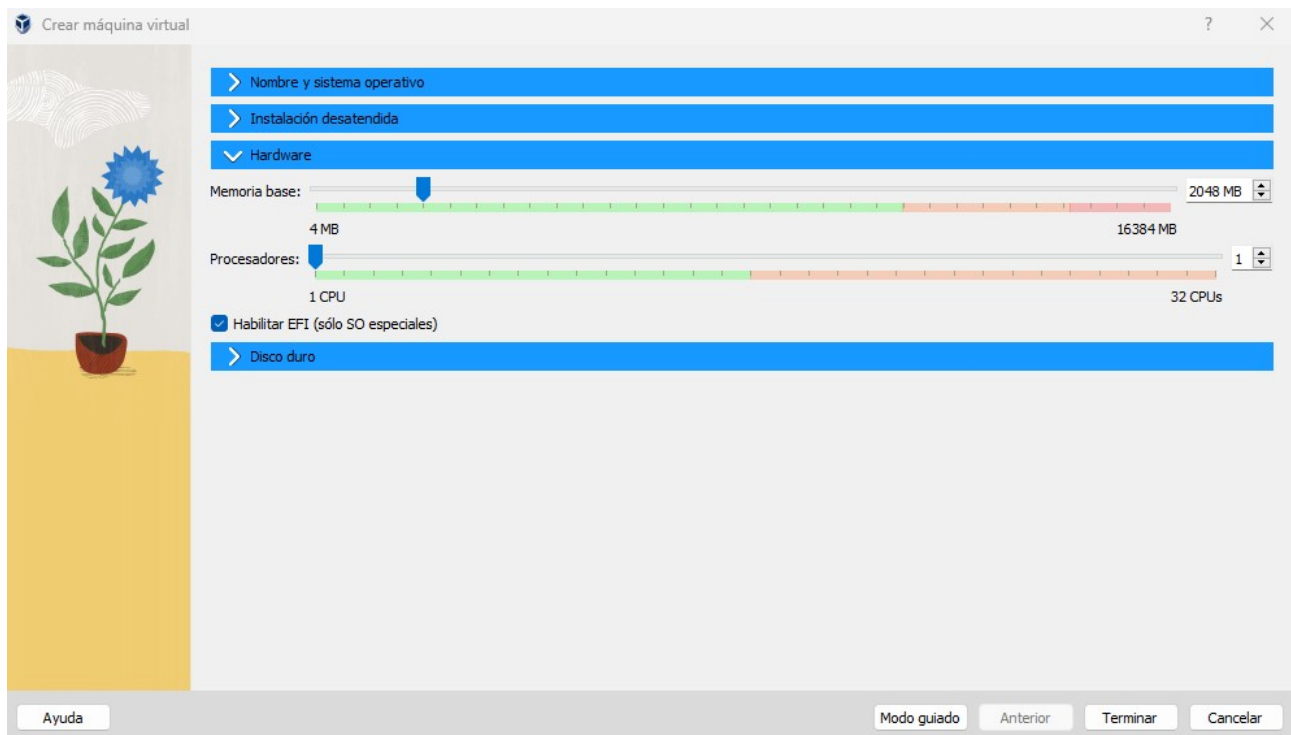 Crear máquina virtual
?
Nombre y sistema operativo
Instalación desatendida
Hardware
Memoria base: 2048 MB
4 MB 16384 MB
Procesadores: 1
1 CPU 32 CPUs
Habilitar EFI (sólo SO especiales)
Disco duro
Ayuda Modo guiado Anterior Terminar Cancelar